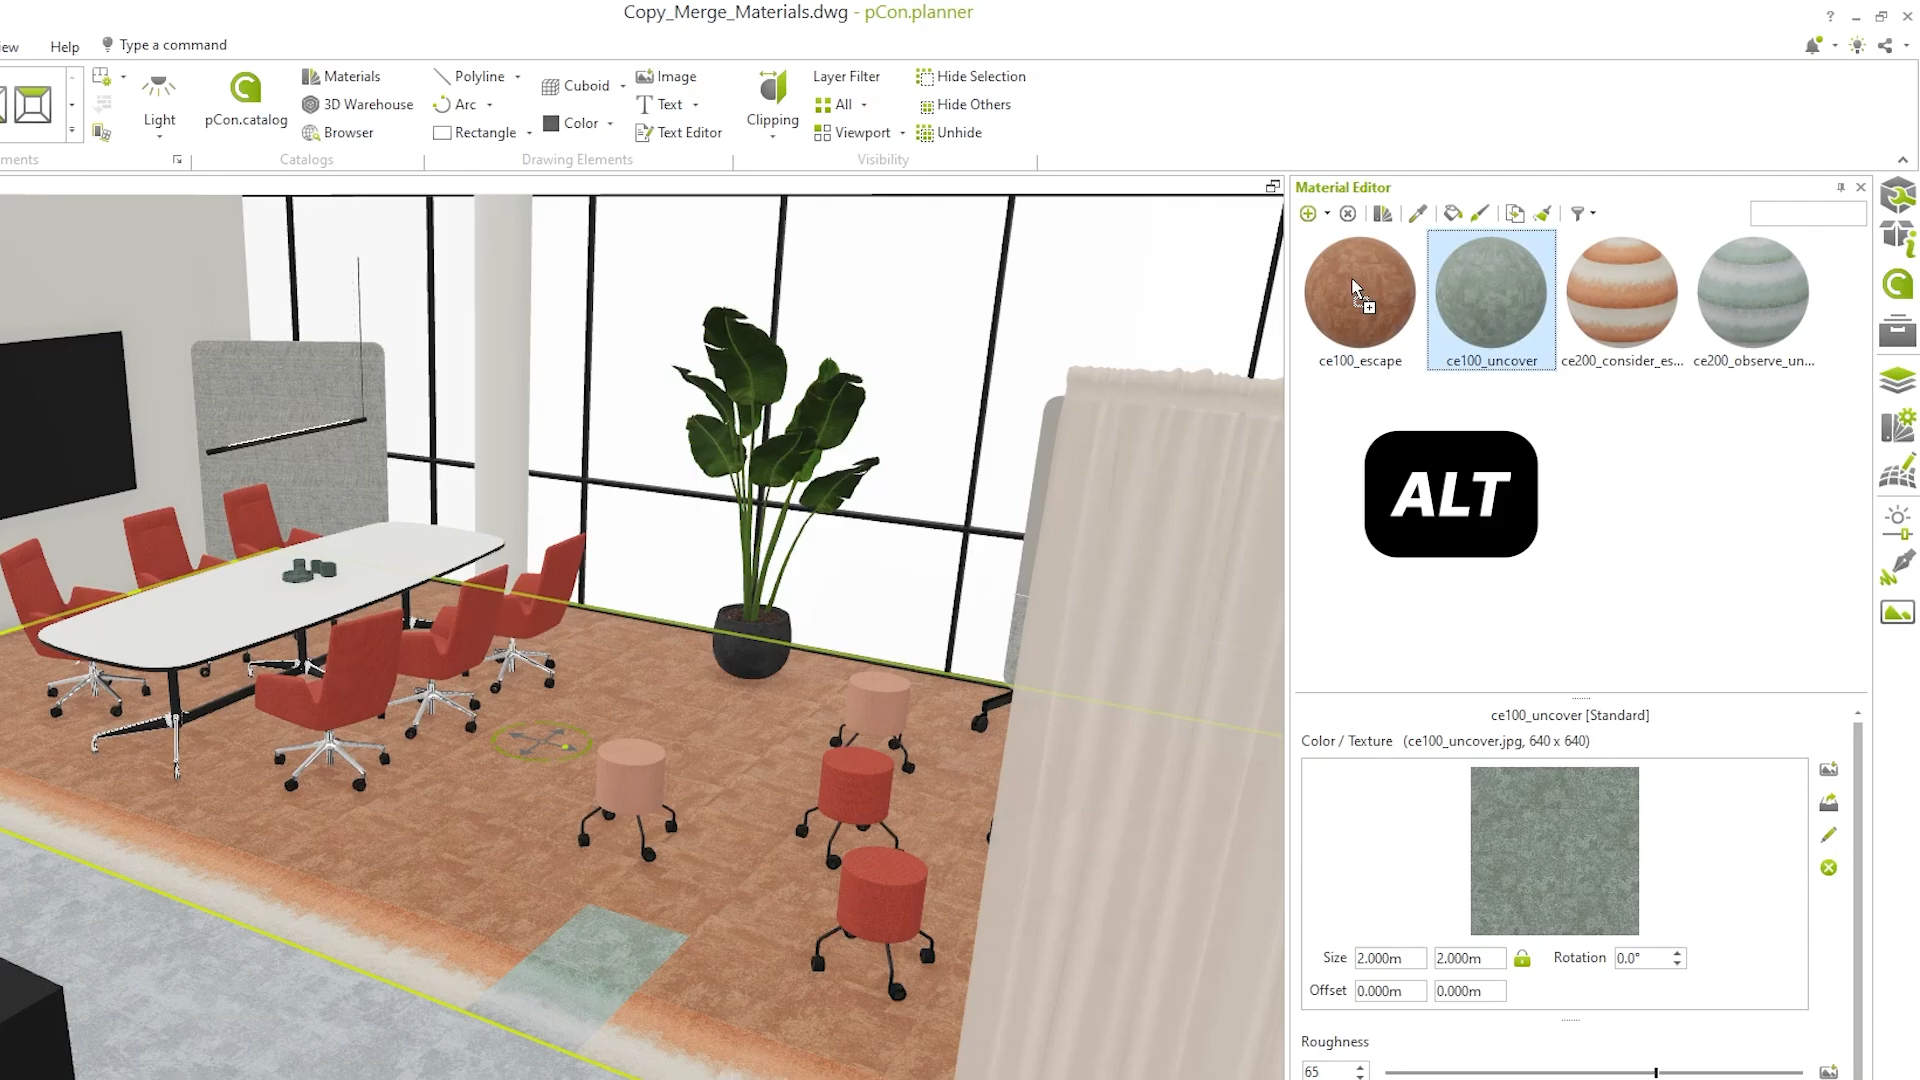 Copy_Merge_Materials.dwg - pCon.planner
?
iew Help Type a command
Materials Polyline Image Layer Filter Hide Selection
Light pCon.catalog 3D Warehouse Arc Cuboid Text Clipping All Hide Others
Browser Rectangle Color Text Editor Viewport Unhide
ments Catalogs Drawing Elements Visibility
Material Editor
ce100_escape ce100_uncover ce200_consider_es... ce200_observe_un...
ALT
ce100_uncover [Standard]
Color / Texture (ce100_uncover.jpg, 640 x 640)
Size 2.000m 2.000m Rotation 0.0°
Offset 0.000m 0.000m
Roughness
65